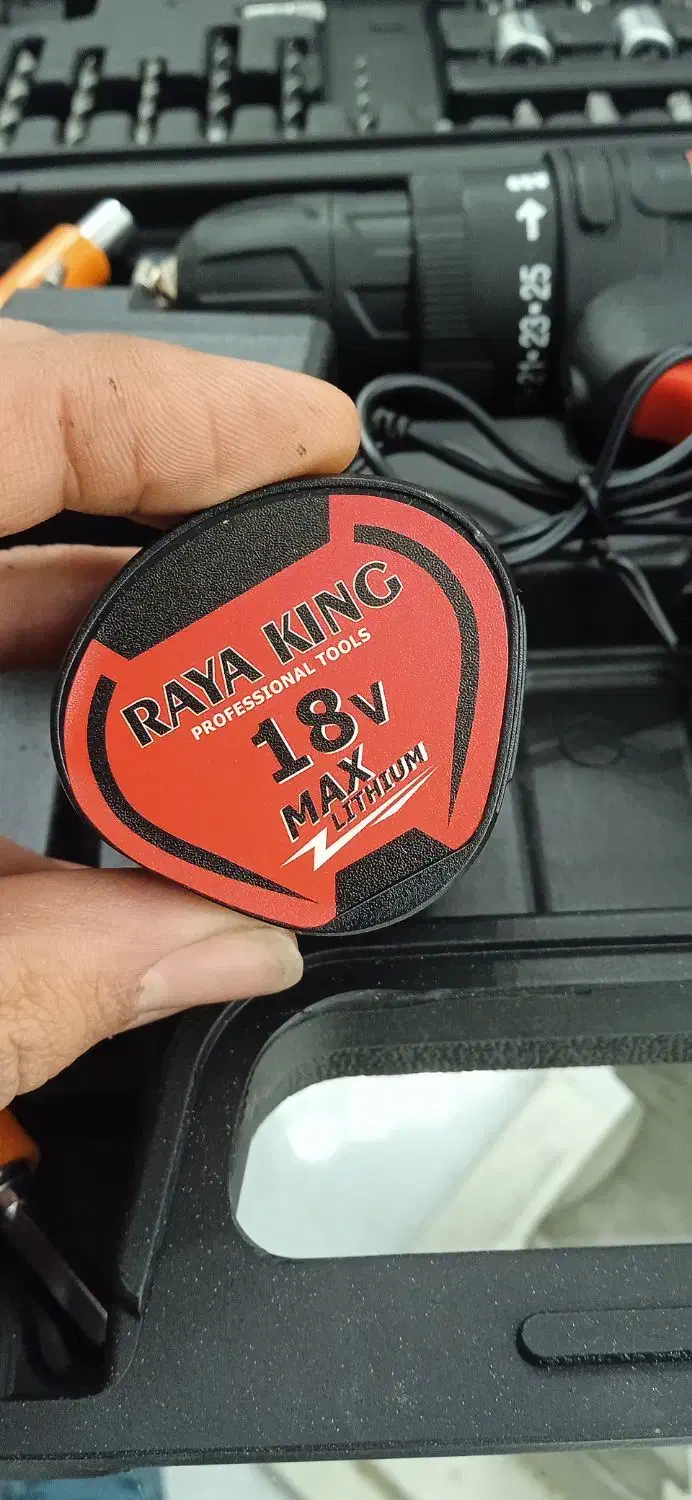 21•23•25
RAYA KING
PROFESSIONAL TOOLS
18V
MAX
LITHIUM